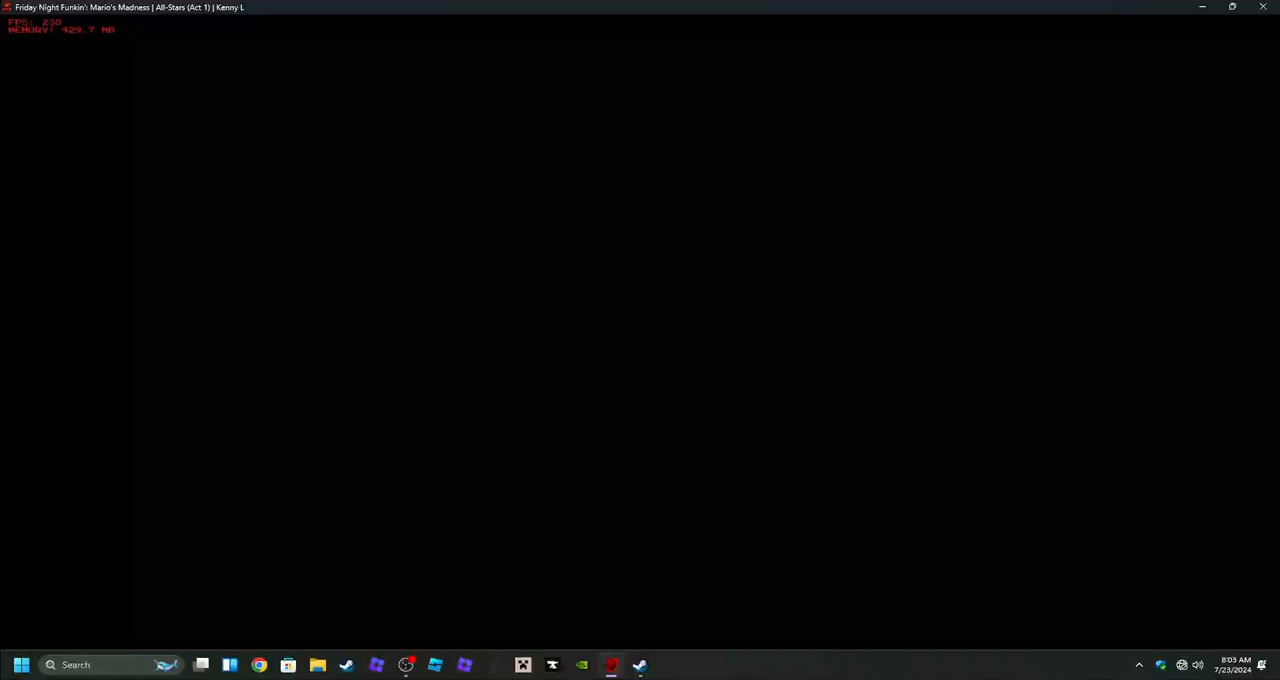 Friday Night Funkin': Mario's Madness | All-Stars (Act 1) | Kenny L
FPS: 238
MEMORY: 429.7 MB
Search
8:03 AM
7/23/2024